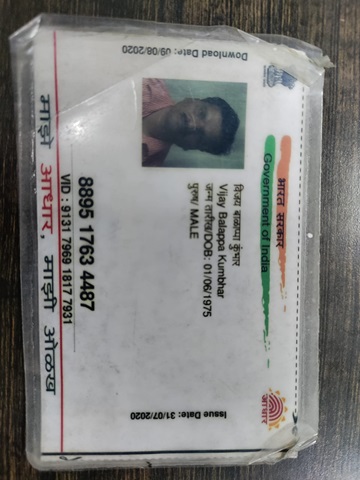 भारत सरकार
Government of India
Download Date: 09/08/2020
विजय बाळाप्पा कुंभार
Vijay Balappa Kumbhar
जन्म तारीख/DOB: 01/06/1975
पुरुष/ MALE
Issue Date: 31/07/2020
8895 1763 4487
VID : 9131 7969 1817 7931
माझे आधार, माझी ओळख
आधार